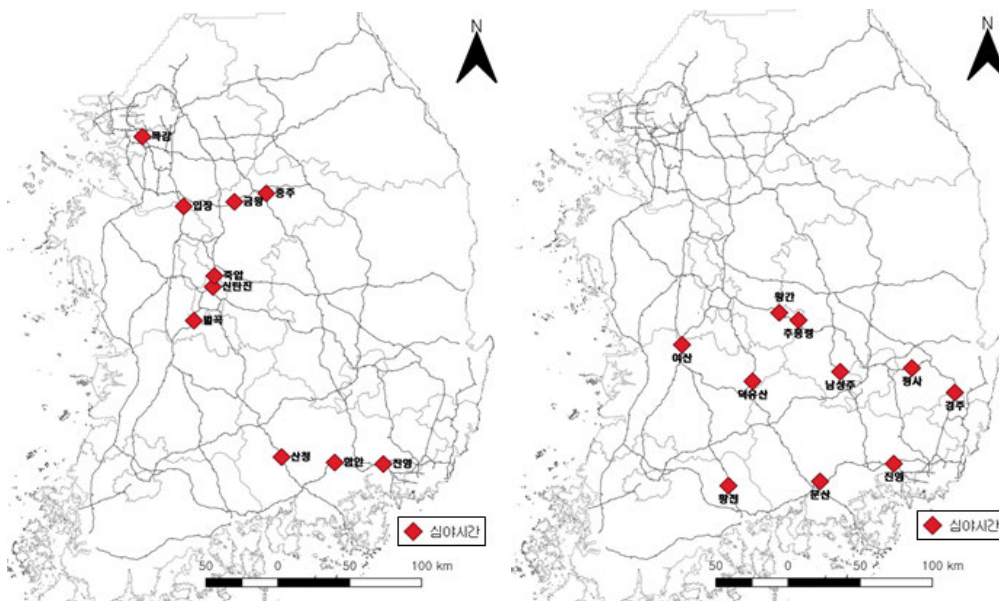 N
목감
충주
금왕
입장
죽암
신탄진
벌곡
산청
함안
진영
심야시간
50
0
50
100 km
N
황간
추풍령
여산
남성주
평사
덕유산
경주
진영
문산
황전
심야시간
50
0
50
100 km